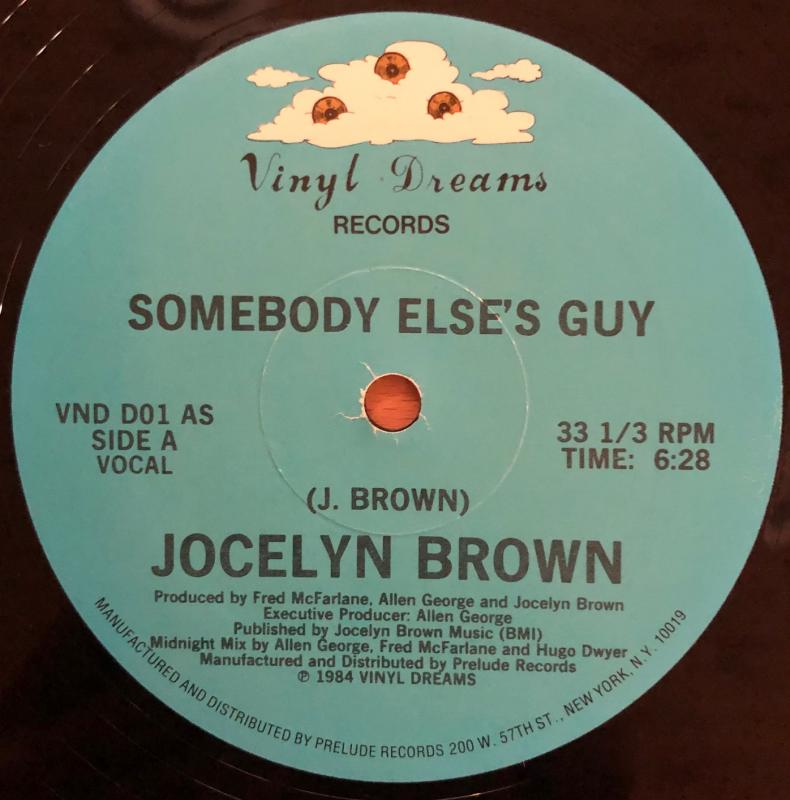 Vinyl Dreams
RECORDS
SOMEBODY ELSE'S GUY
VND D01 AS
SIDE A
VOCAL
33 1/3 RPM
TIME: 6:28
(J. BROWN)
JOCELYN BROWN
Produced by Fred McFarlane, Allen George and Jocelyn Brown
Executive Producer: Allen George
Published by Jocelyn Brown Music (BMI)
Midnight Mix by Allen George, Fred McFarlane and Hugo Dwyer
Manufactured and Distributed by Prelude Records
℗ 1984 VINYL DREAMS
MANUFACTURED AND DISTRIBUTED BY PRELUDE RECORDS 200 W. 57TH ST., NEW YORK, N.Y. 10019